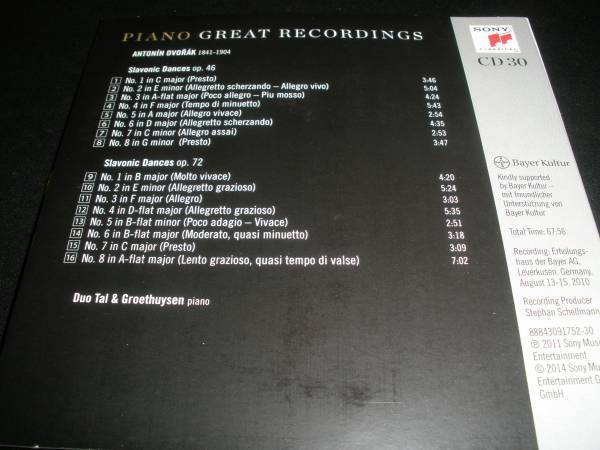 PIANO GREAT RECORDINGS
ANTONÍN DVOŘÁK 1841-1904
Slavonic Dances op. 46
1 No. 1 in C major (Presto) 3:46
2 No. 2 in E minor (Allegretto scherzando – Allegro vivo) 5:04
3 No. 3 in A-flat major (Poco allegro – Piu mosso) 4:24
4 No. 4 in F major (Tempo di minuetto) 5:43
5 No. 5 in A major (Allegro vivace) 2:54
6 No. 6 in D major (Allegretto scherzando) 4:35
7 No. 7 in C minor (Allegro assai) 2:53
8 No. 8 in G minor (Presto) 3:47
Slavonic Dances op. 72
9 No. 1 in B major (Molto vivace) 4:20
10 No. 2 in E minor (Allegretto grazioso) 5:24
11 No. 3 in F major (Allegro) 3:03
12 No. 4 in D-flat major (Allegretto grazioso) 5:35
13 No. 5 in B-flat minor (Poco adagio – Vivace) 2:51
14 No. 6 in B-flat major (Moderato, quasi minuetto) 3:18
15 No. 7 in C major (Presto) 3:09
16 No. 8 in A-flat major (Lento grazioso, quasi tempo di valse) 7:02
Duo Tal & Groethuysen piano
SONY
CLASSICAL
CD 30
BAYER
Bayer Kultur
Kindly supported
by Bayer Kultur –
mit freundlicher
Unterstützung von
Bayer Kultur
Total Time: 67:56
Recording: Erholungs-
haus der Bayer AG,
Leverkusen, Germany,
August 13-15, 2010
Recording Producer
Stephan Schellmann
88843091752-30
℗ 2011 Sony Mus
Entertainment
© 2014 Sony Mus
Entertainment G
GmbH